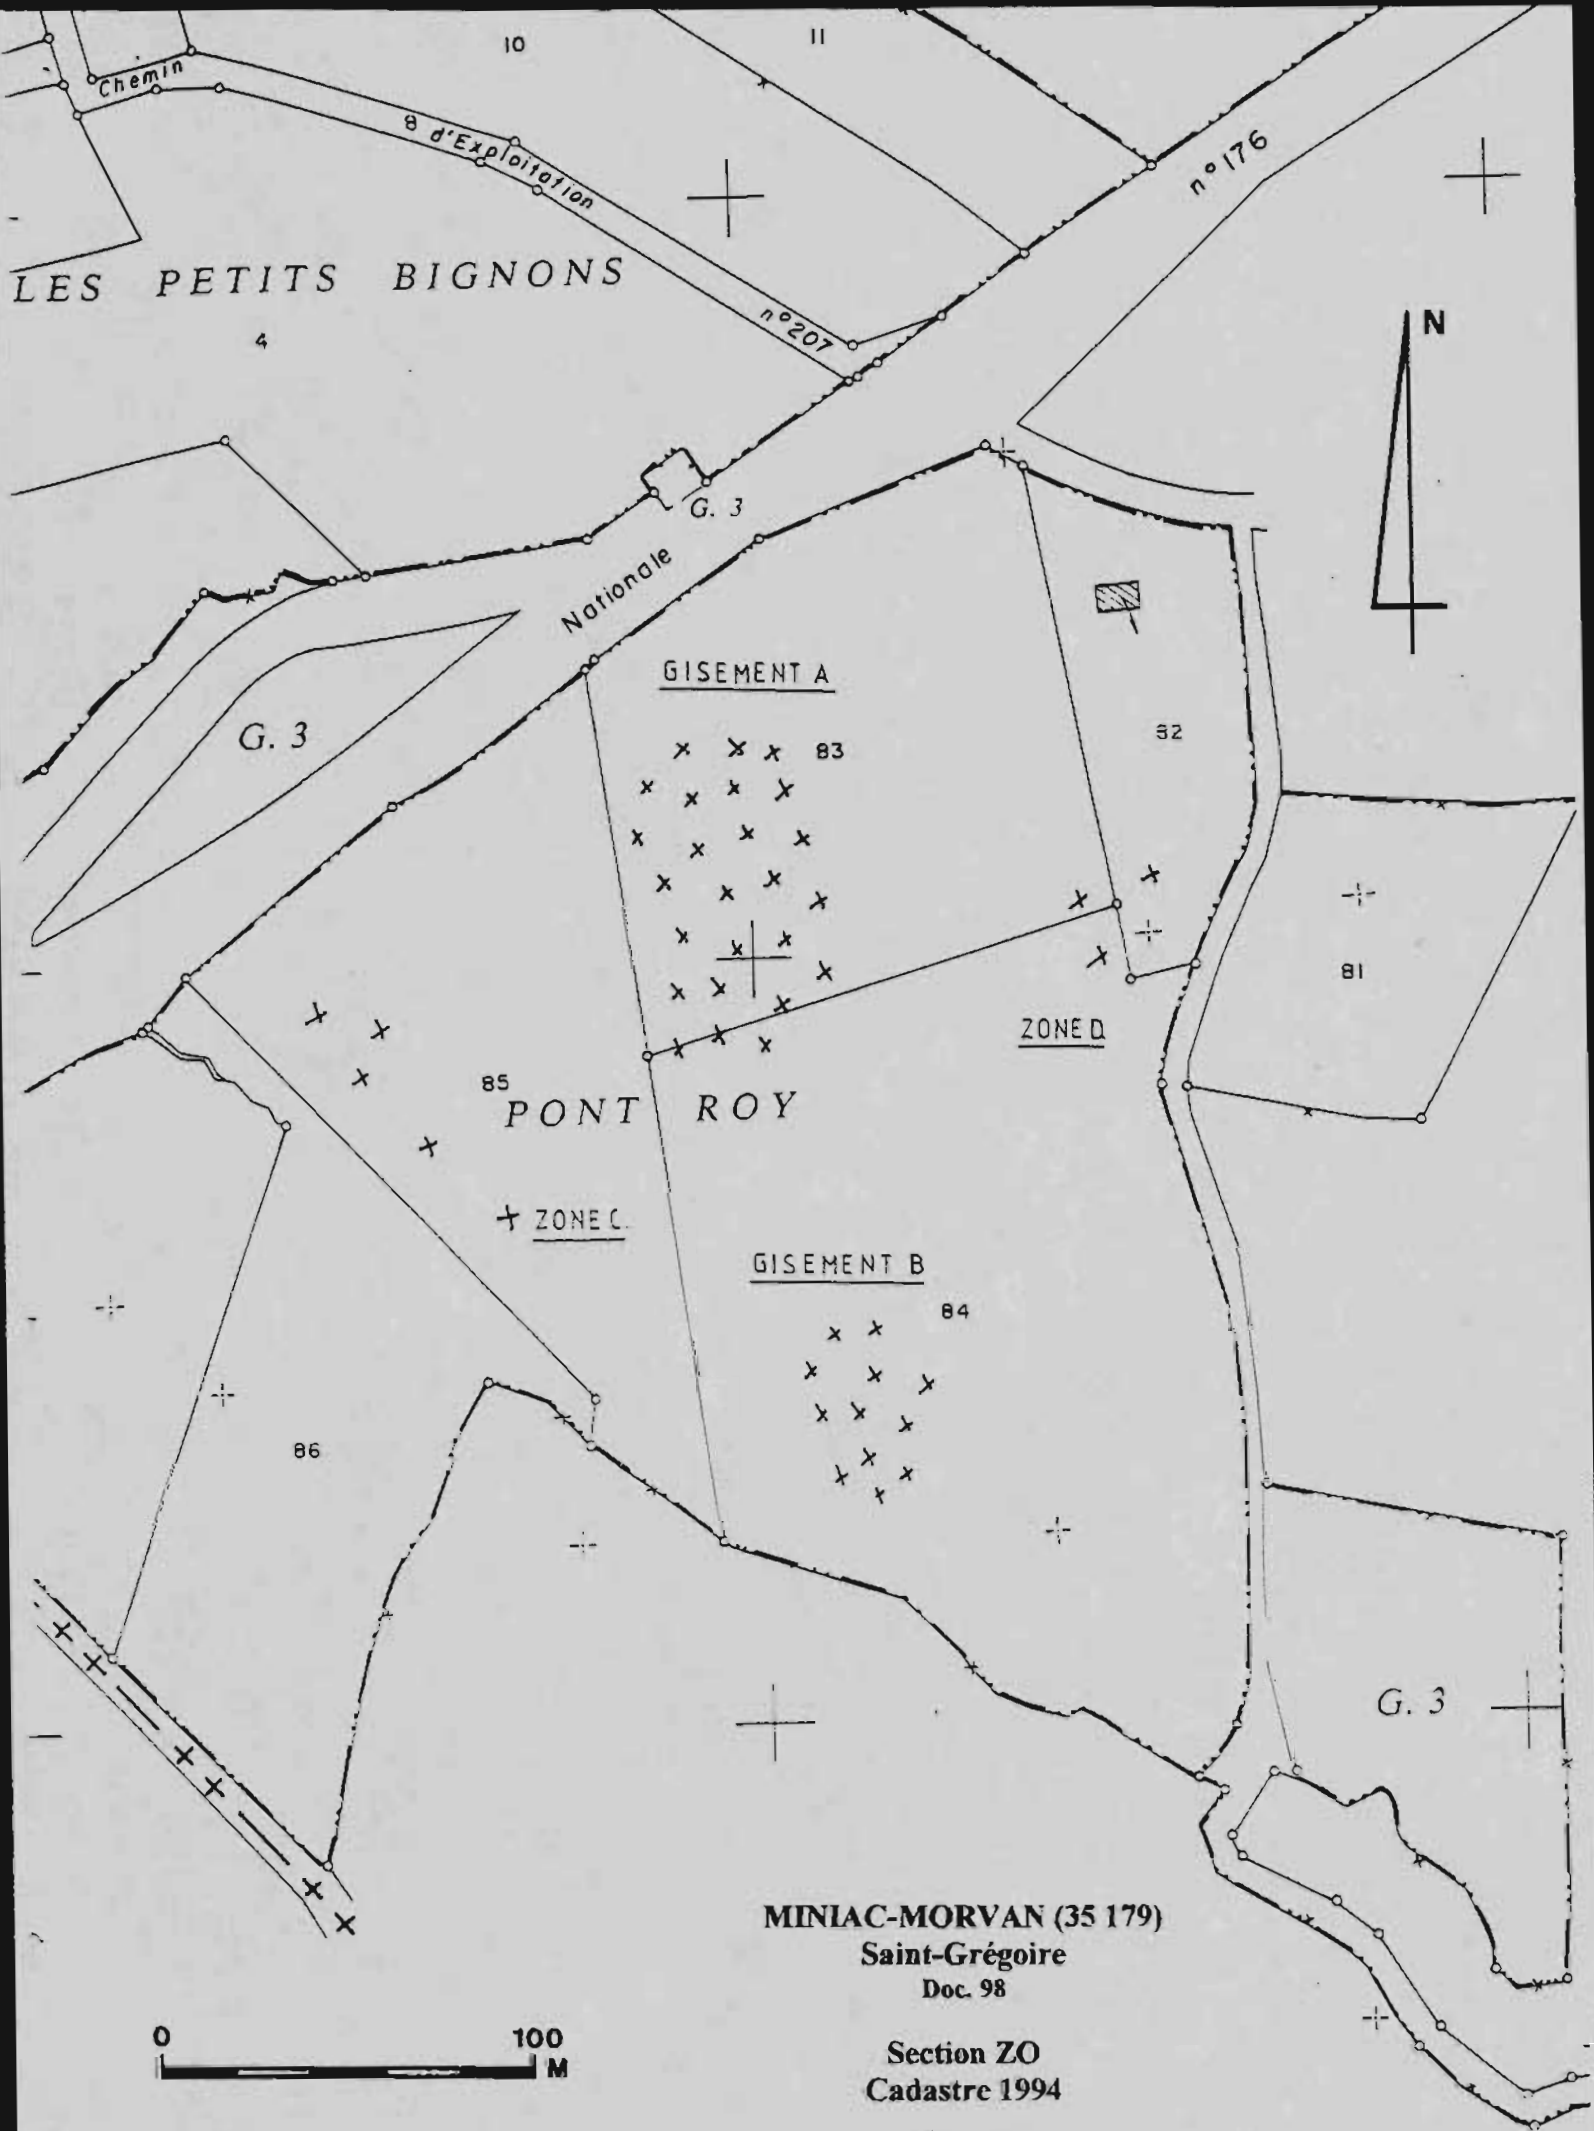 10
11
Chemin
8 d'Exploitation
n° 176
LES PETITS BIGNONS
n° 207
4
N
G. 3
Nationale
GISEMENT A
G. 3
83
82
81
ZONE D
85
PONT ROY
ZONE C.
GISEMENT B
84
86
G. 3
MINIAC-MORVAN (35 179)
Saint-Grégoire
Doc. 98
0 100
M
Section ZO
Cadastre 1994